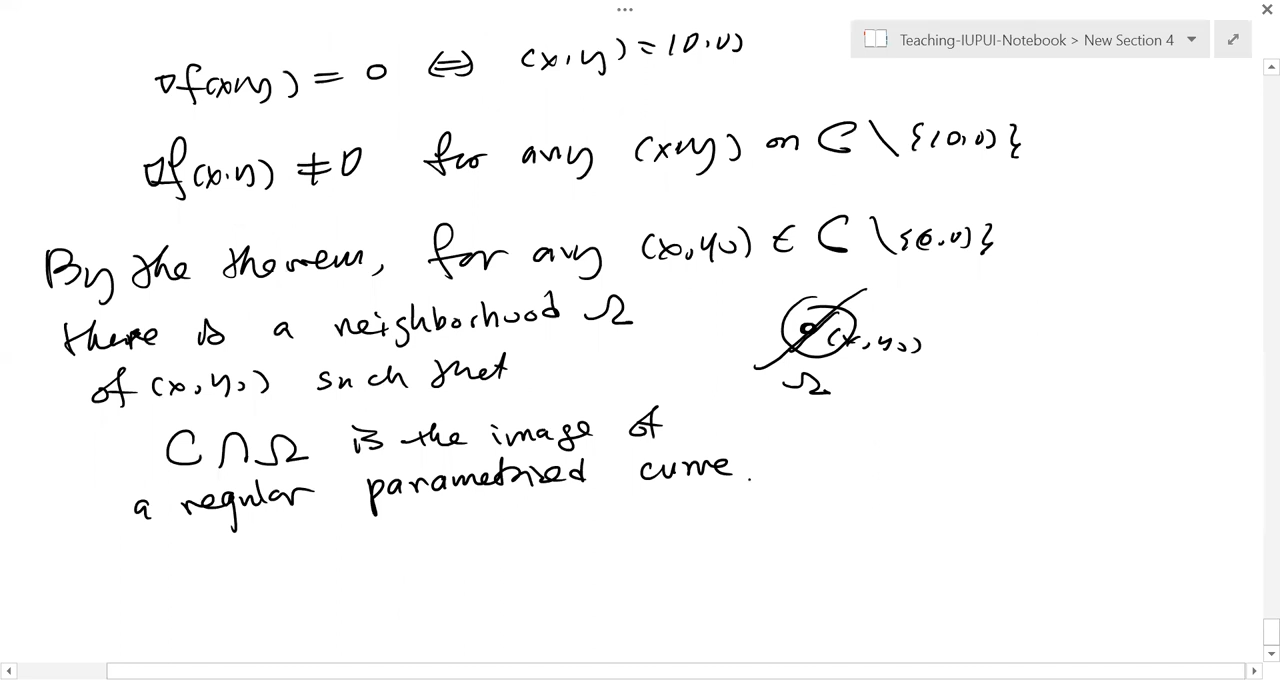 Teaching-IUPUI-Notebook > New Section 4
∇f(x,y) = 0 ⇔ (x,y) = (0,0)
∇f(x,y) ≠ 0 for any (x,y) on C \ {(0,0)}
By the theorem, for any (x₀,y₀) ∈ C \ {(0,0)}
there is a neighborhood Ω
of (x₀,y₀) such that
(x₀,y₀)
Ω
C ∩ Ω is the image of
a regular parametrized curve.